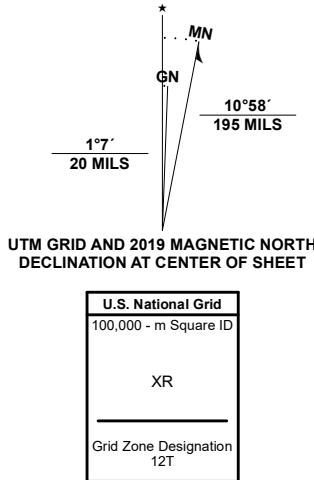 ★
MN
GN
10°58´
195 MILS
1°7´
20 MILS
UTM GRID AND 2019 MAGNETIC NORTH
DECLINATION AT CENTER OF SHEET
U.S. National Grid
100,000 - m Square ID
XR
Grid Zone Designation
12T